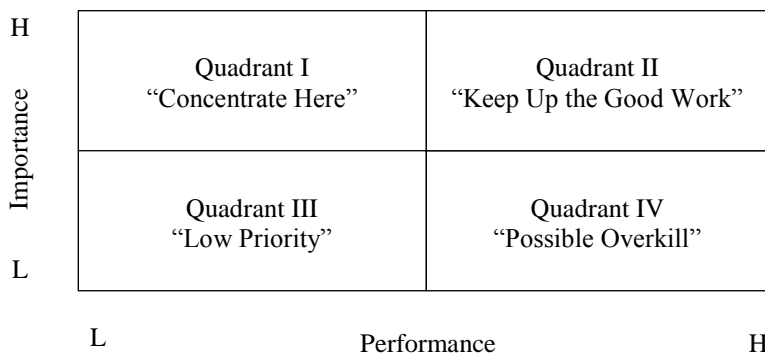 H
Quadrant I
“Concentrate Here”
Quadrant II
“Keep Up the Good Work”
Importance
Quadrant III
“Low Priority”
Quadrant IV
“Possible Overkill”
L
L
Performance
H